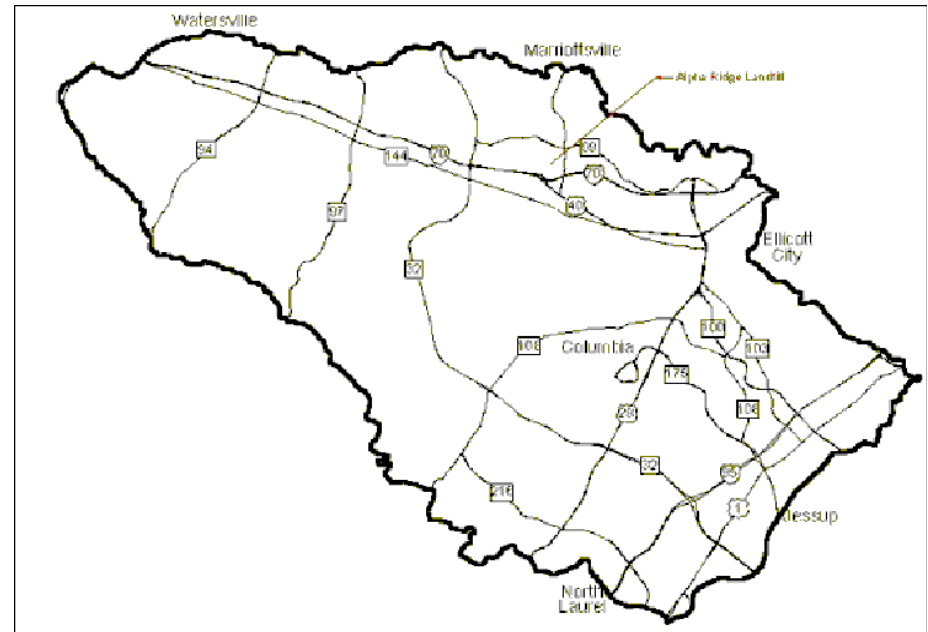 Watersville
Marriottsville
Alpha Ridge Landfill
94
144
70
99
70
97
40
Ellicott
City
32
100
108
Columbia
103
175
29
108
32
95
216
1
Jessup
North
Laurel